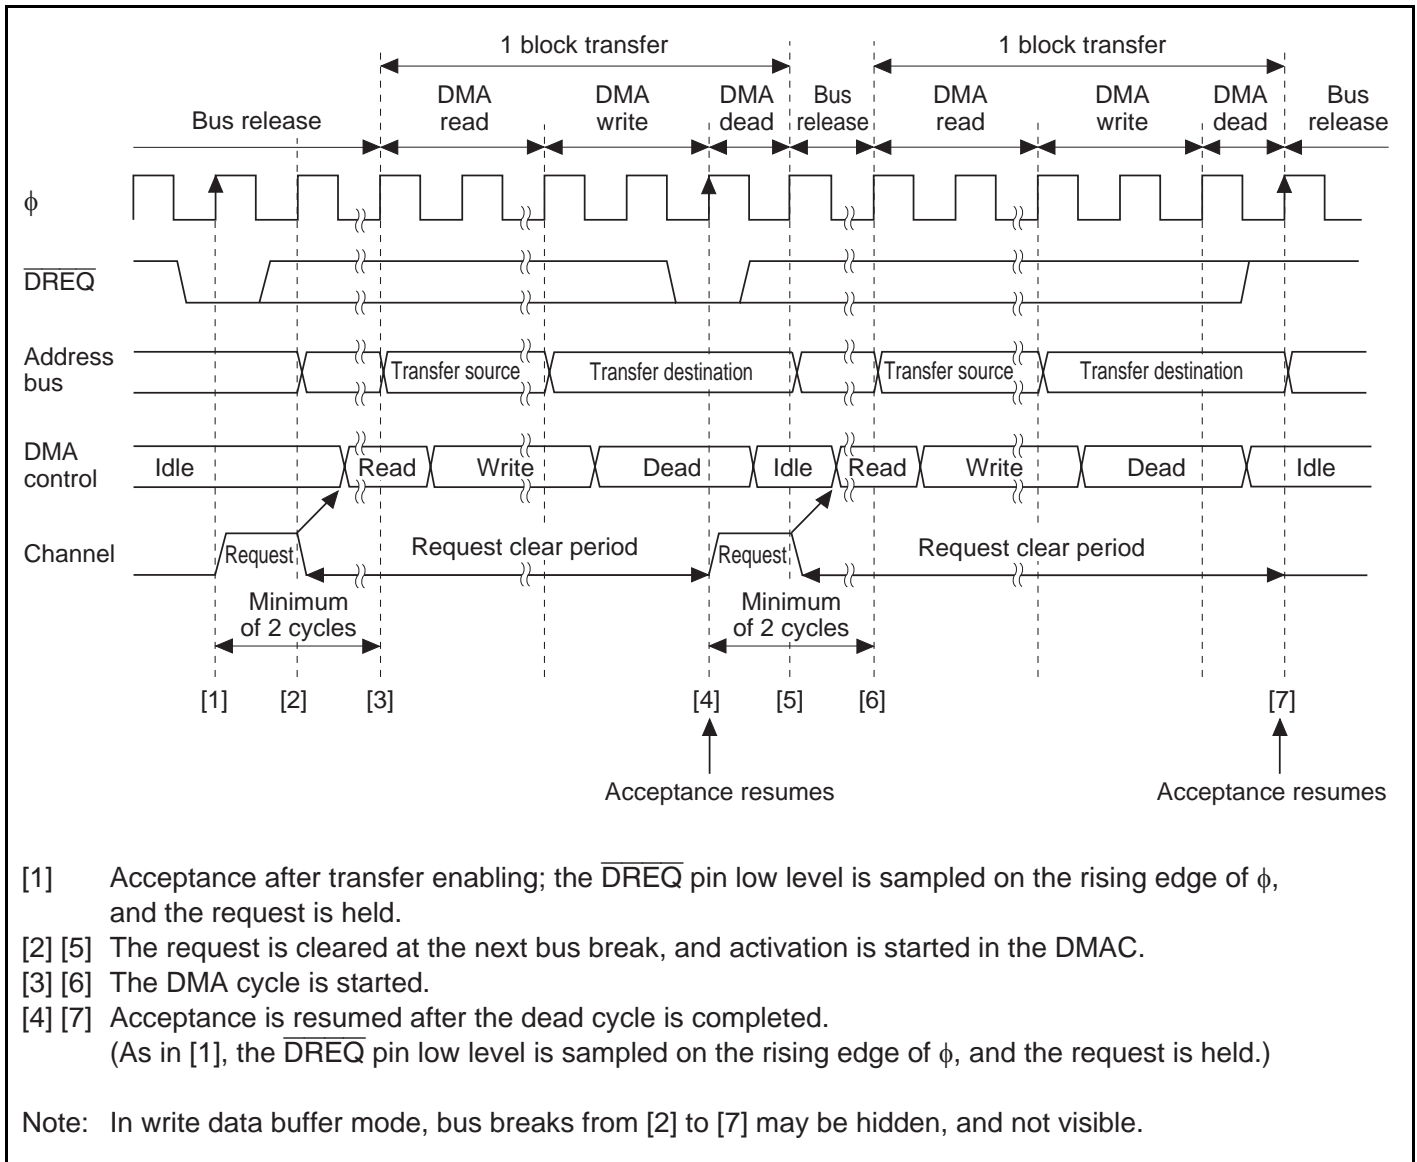 1 block transfer 1 block transfer
Bus release DMA read DMA write DMA dead Bus release DMA read DMA write DMA dead Bus release
ϕ
DREQ
Address bus Transfer source Transfer destination Transfer source Transfer destination
DMA control Idle Read Write Dead Idle Read Write Dead Idle
Channel Request Request clear period Request Request clear period
Minimum of 2 cycles Minimum of 2 cycles
[1] [2] [3] [4] [5] [6] [7]
Acceptance resumes Acceptance resumes
[1] Acceptance after transfer enabling; the DREQ pin low level is sampled on the rising edge of ϕ,
and the request is held.
[2] [5] The request is cleared at the next bus break, and activation is started in the DMAC.
[3] [6] The DMA cycle is started.
[4] [7] Acceptance is resumed after the dead cycle is completed.
(As in [1], the DREQ pin low level is sampled on the rising edge of ϕ, and the request is held.)
Note: In write data buffer mode, bus breaks from [2] to [7] may be hidden, and not visible.